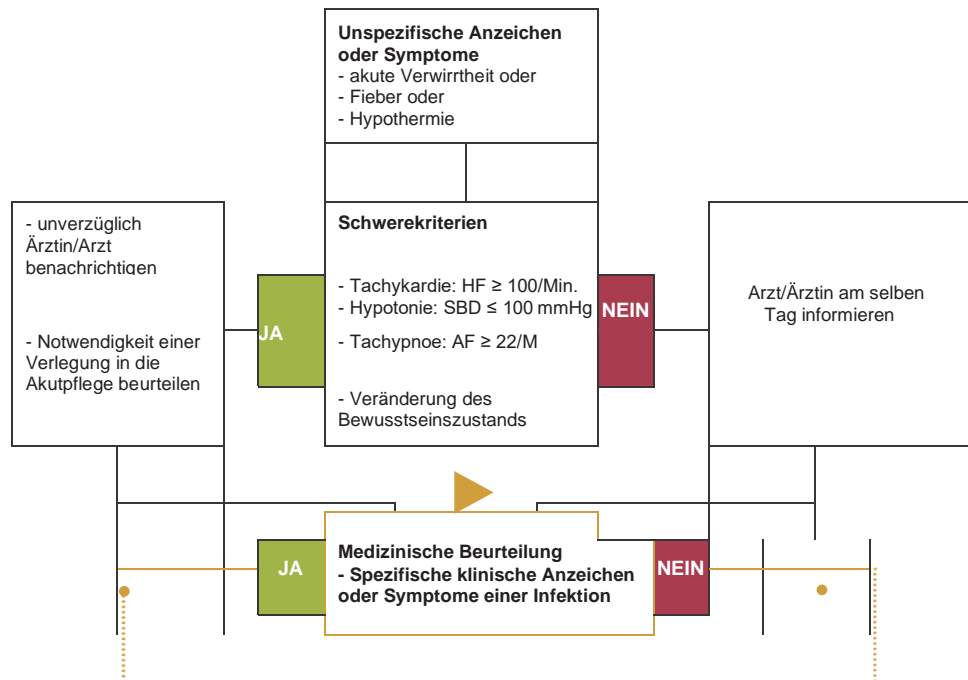 Unspezifische Anzeichen
oder Symptome
- akute Verwirrtheit oder
- Fieber oder
- Hypothermie
- unverzüglich
Ärztin/Arzt
benachrichtigen
- Notwendigkeit einer
Verlegung in die
Akutpflege beurteilen
JA
Schwerekriterien
- Tachykardie: HF ≥ 100/Min.
- Hypotonie: SBD ≤ 100 mmHg
- Tachypnoe: AF ≥ 22/M
- Veränderung des
Bewusstseinszustands
NEIN
Arzt/Ärztin am selben
Tag informieren
JA
Medizinische Beurteilung
- Spezifische klinische Anzeichen
oder Symptome einer Infektion
NEIN